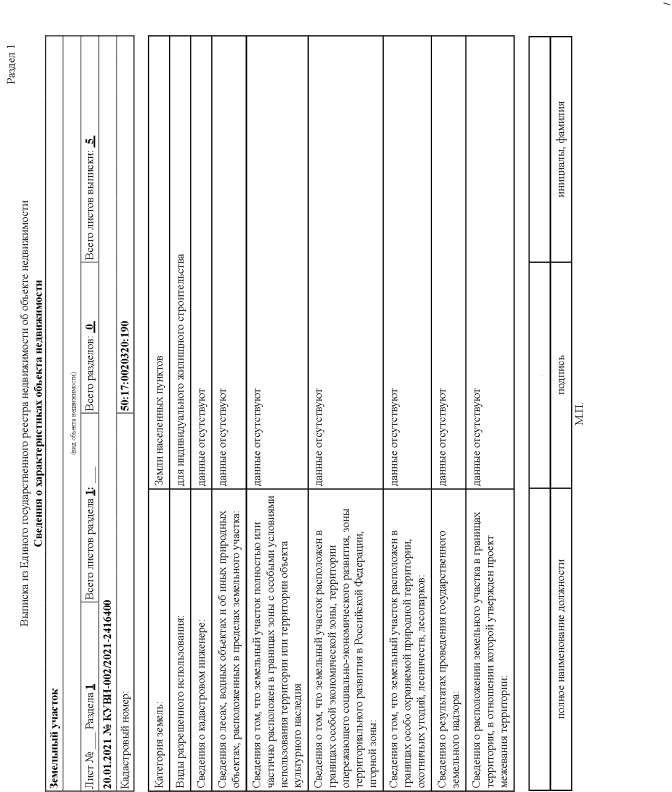 Раздел 1
Выписка из Единого государственного реестра недвижимости об объекте недвижимости
Сведения о характеристиках объекта недвижимости
Земельный участок
(вид объекта недвижимости)
Лист № ___ Раздела 1 Всего листов раздела 1: ___ Всего разделов: 0 Всего листов выписки: 5
20.01.2021 № КУВИ-002/2021-2416400
Кадастровый номер: 50:17:0020320:190
Категория земель: Земли населенных пунктов
Виды разрешенного использования: для индивидуального жилищного строительства
Сведения о кадастровом инженере: данные отсутствуют
Сведения о лесах, водных объектах и об иных природных объектах, расположенных в пределах земельного участка: данные отсутствуют
Сведения о том, что земельный участок полностью или частично расположен в границах зоны с особыми условиями использования территории или территории объекта культурного наследия данные отсутствуют
Сведения о том, что земельный участок расположен в границах особой экономической зоны, территории опережающего социально-экономического развития, зоны территориального развития в Российской Федерации, игорной зоны: данные отсутствуют
Сведения о том, что земельный участок расположен в границах особо охраняемой природной территории, охотничьих угодий, лесничеств, лесопарков: данные отсутствуют
Сведения о результатах проведения государственного земельного надзора: данные отсутствуют
Сведения о расположении земельного участка в границах территории, в отношении которой утвержден проект межевания территории: данные отсутствуют
полное наименование должности подпись инициалы, фамилия
М.П.